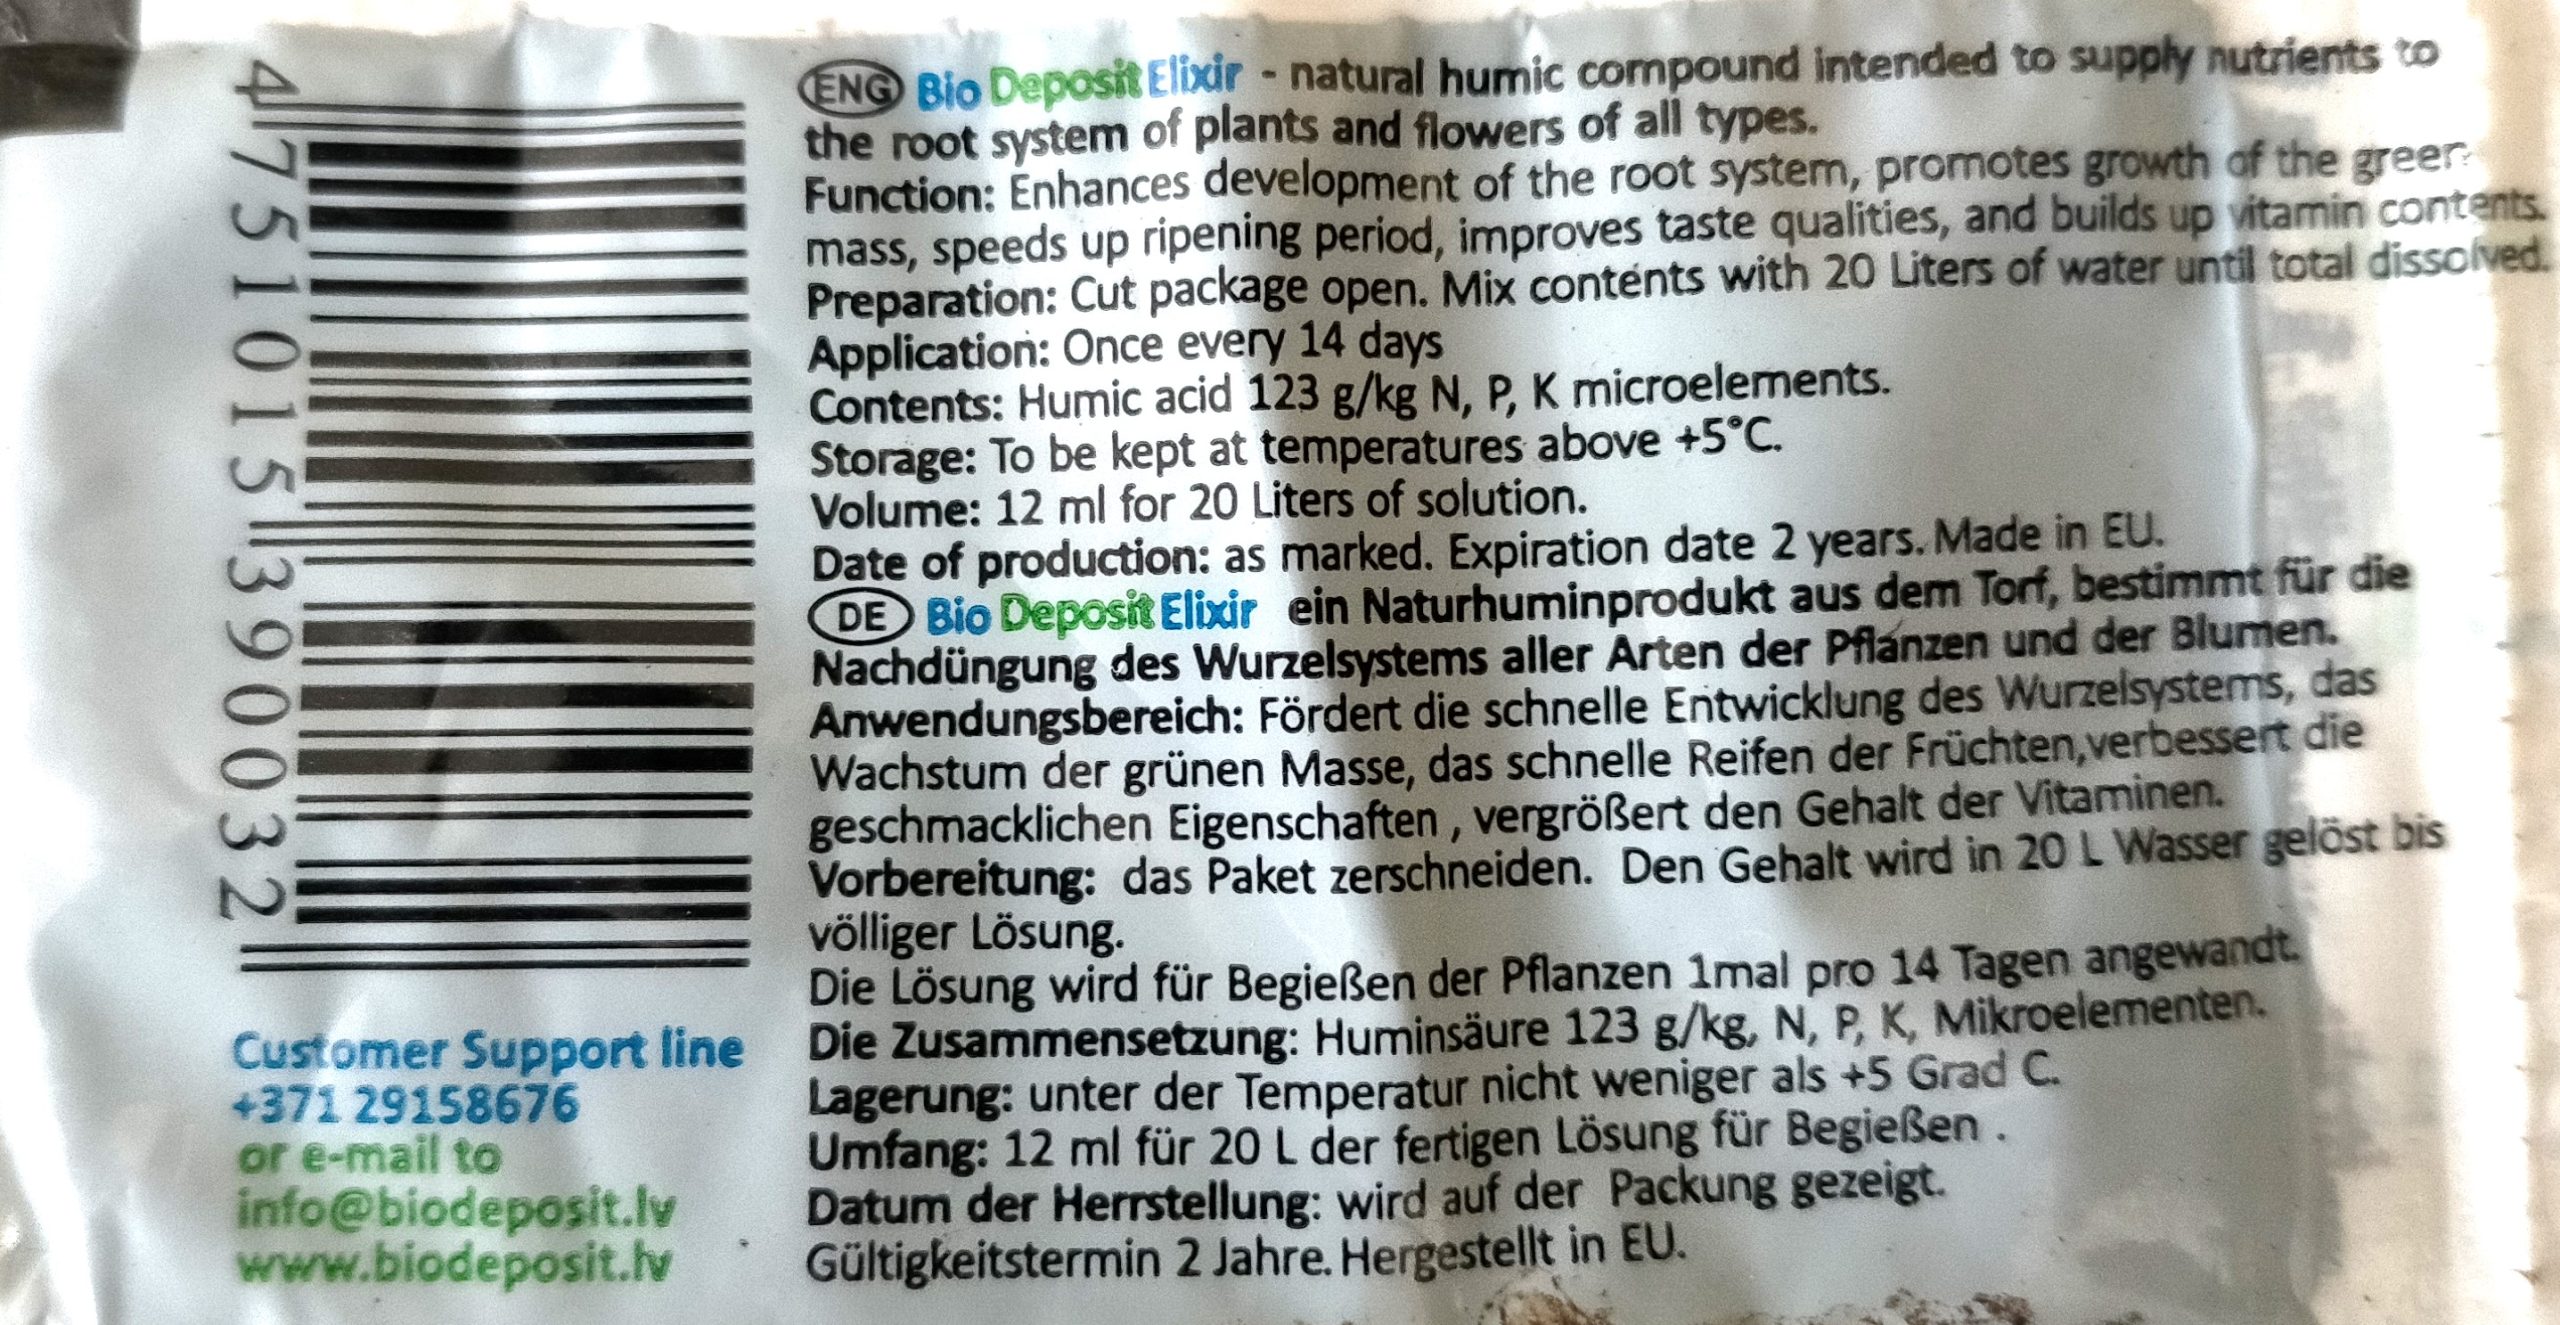 4 751015 390032
Customer Support line
+371 29158676
or e-mail to
info@biodeposit.lv
www.biodeposit.lv
ENG Bio Deposit Elixir - natural humic compound intended to supply nutrients to
the root system of plants and flowers of all types.
Function: Enhances development of the root system, promotes growth of the green
mass, speeds up ripening period, improves taste qualities, and builds up vitamin contents.
Preparation: Cut package open. Mix contents with 20 Liters of water until total dissolved.
Application: Once every 14 days
Contents: Humic acid 123 g/kg N, P, K microelements.
Storage: To be kept at temperatures above +5°C.
Volume: 12 ml for 20 Liters of solution.
Date of production: as marked. Expiration date 2 years. Made in EU.
DE Bio Deposit Elixir ein Naturhuminprodukt aus dem Torf, bestimmt für die
Nachdüngung des Wurzelsystems aller Arten der Pflanzen und der Blumen.
Anwendungsbereich: Fördert die schnelle Entwicklung des Wurzelsystems, das
Wachstum der grünen Masse, das schnelle Reifen der Früchten,verbessert die
geschmacklichen Eigenschaften , vergrößert den Gehalt der Vitaminen.
Vorbereitung: das Paket zerschneiden. Den Gehalt wird in 20 L Wasser gelöst bis
völliger Lösung.
Die Lösung wird für Begießen der Pflanzen 1mal pro 14 Tagen angewandt.
Die Zusammensetzung: Huminsäure 123 g/kg, N, P, K, Mikroelementen.
Lagerung: unter der Temperatur nicht weniger als +5 Grad C.
Umfang: 12 ml für 20 L der fertigen Lösung für Begießen .
Datum der Herrstellung: wird auf der Packung gezeigt.
Gültigkeitstermin 2 Jahre. Hergestellt in EU.